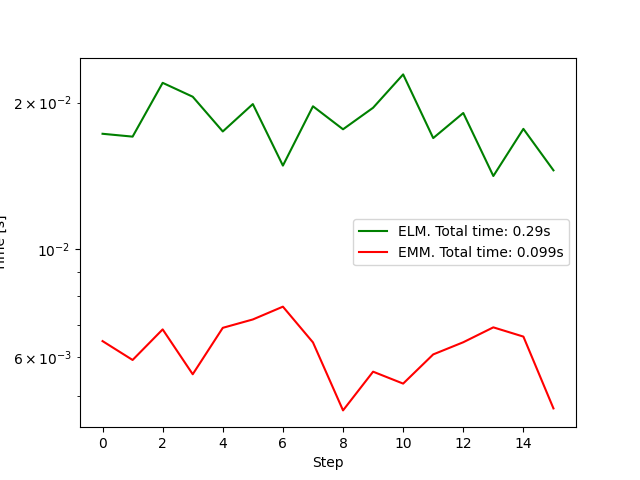 2 × 10⁻²
10⁻²
6 × 10⁻³
Time [s]
ELM. Total time: 0.29s
EMM. Total time: 0.099s
0 2 4 6 8 10 12 14
Step